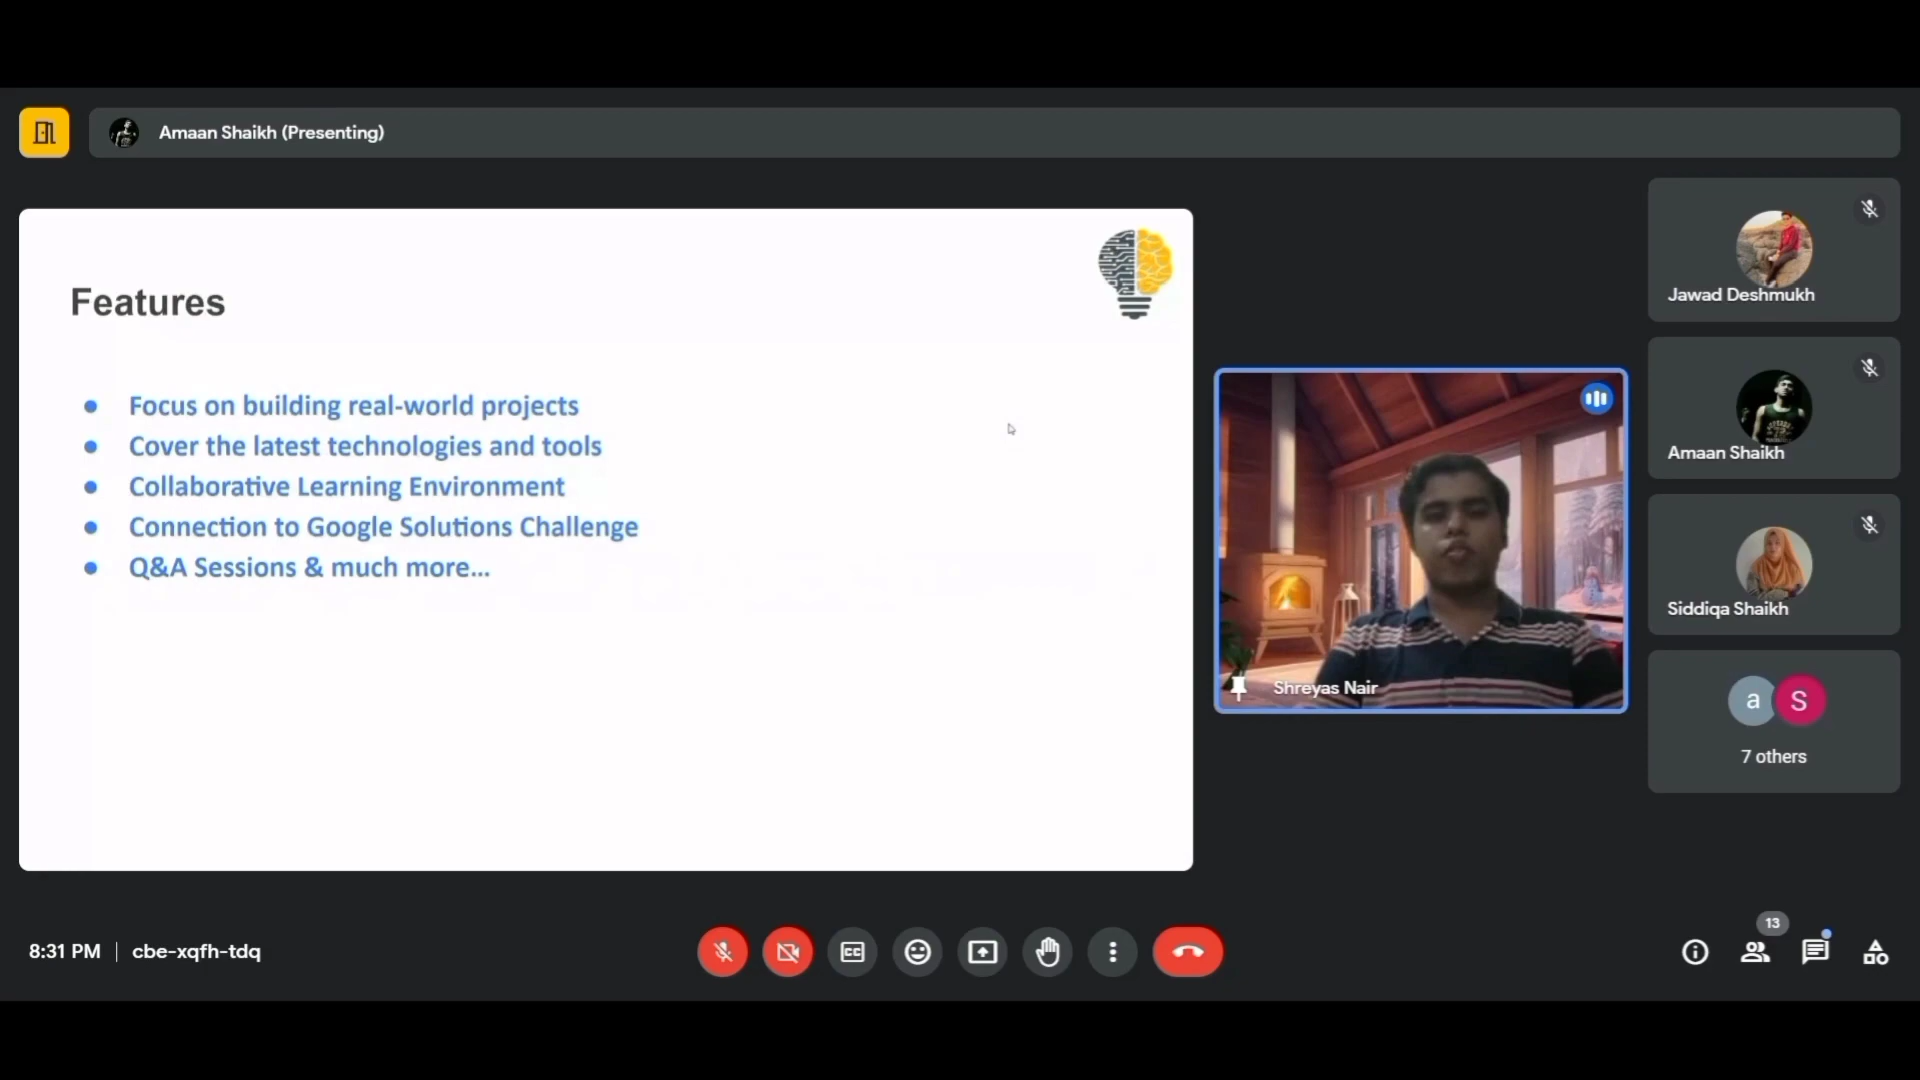 Amaan Shaikh (Presenting)
Features
● Focus on building real-world projects
● Cover the latest technologies and tools
● Collaborative Learning Environment
● Connection to Google Solutions Challenge
● Q&A Sessions & much more...
Shreyas Nair
Jawad Deshmukh
Amaan Shaikh
Siddiqa Shaikh
a S
7 others
8:31 PM | cbe-xqfh-tdq
CC
13